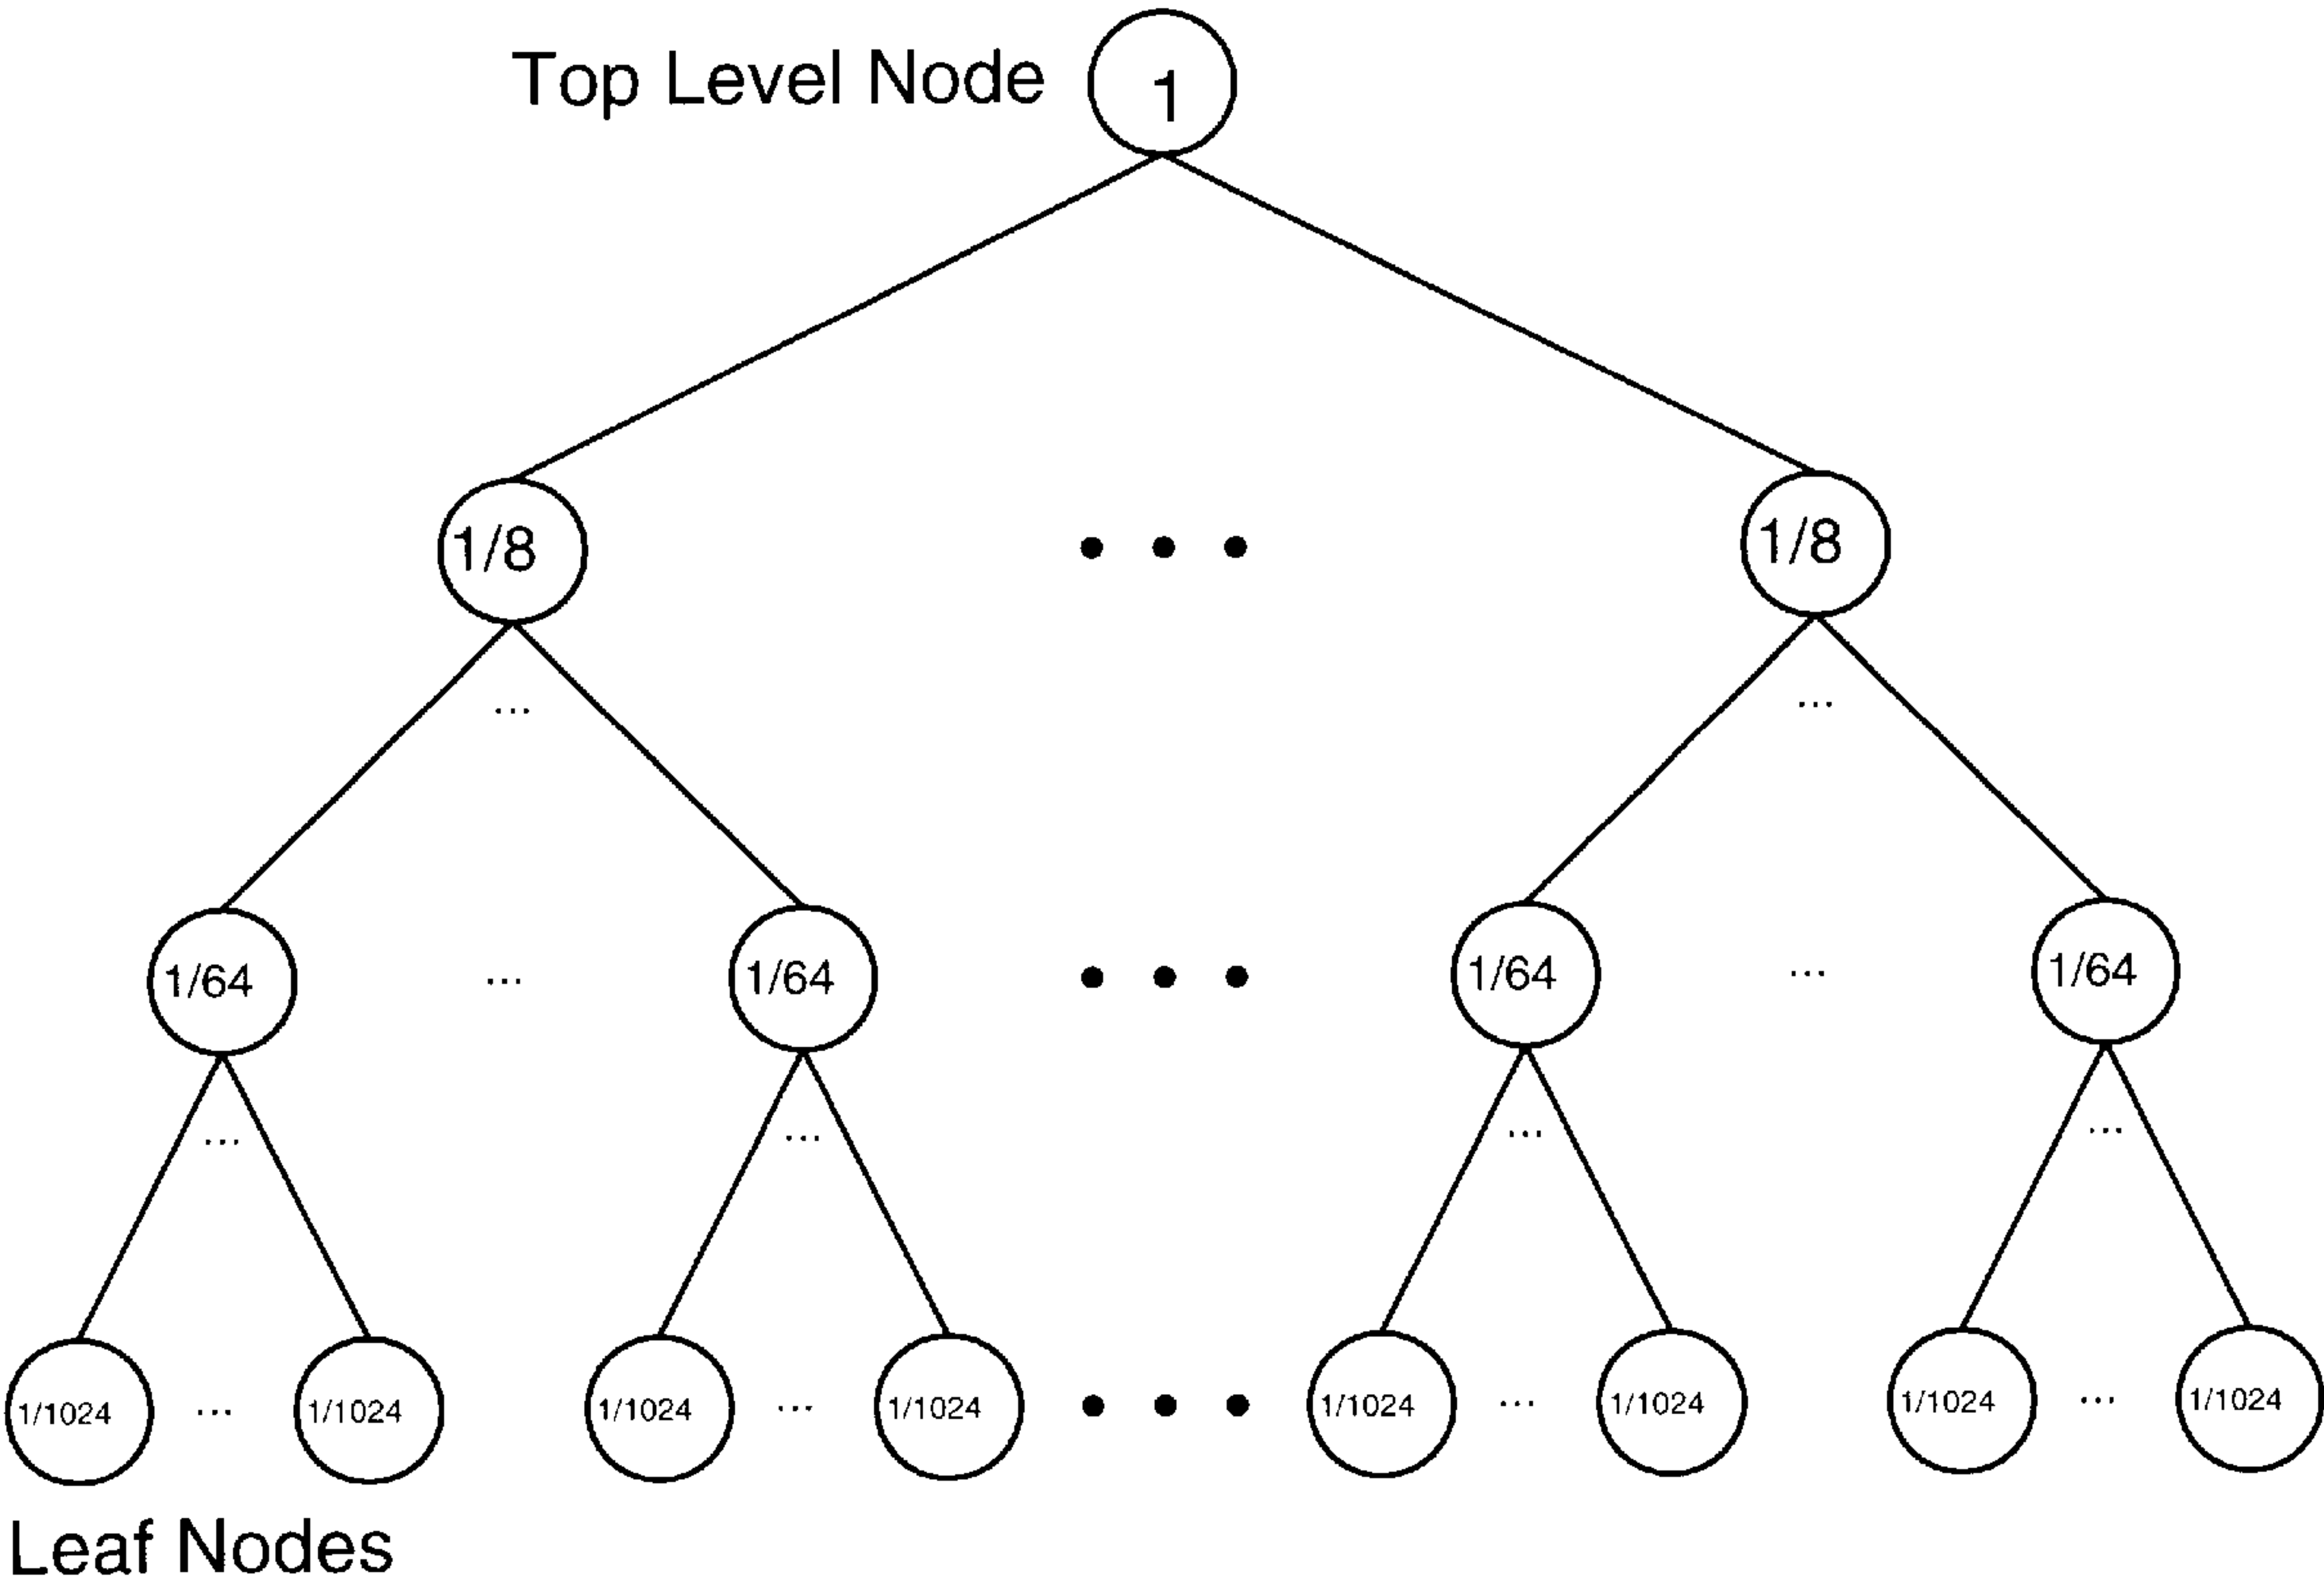 Top Level Node 1
1/8 • • • 1/8
... ...
1/64 ... 1/64 • • • 1/64 ... 1/64
... ... ... ...
1/1024 ... 1/1024 1/1024 ... 1/1024 • • • 1/1024 ... 1/1024 1/1024 ... 1/1024
Leaf Nodes